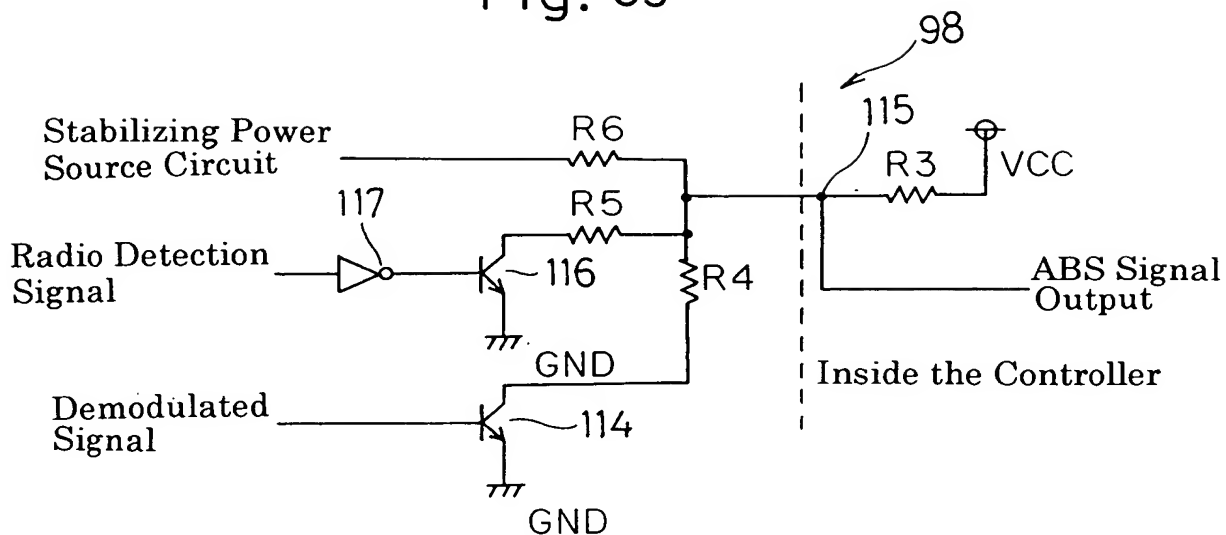 98
115
Stabilizing Power
Source Circuit
R6
R3
VCC
117
R5
Radio Detection
Signal
116
R4
ABS Signal
Output
GND
Inside the Controller
Demodulated
Signal
114
GND